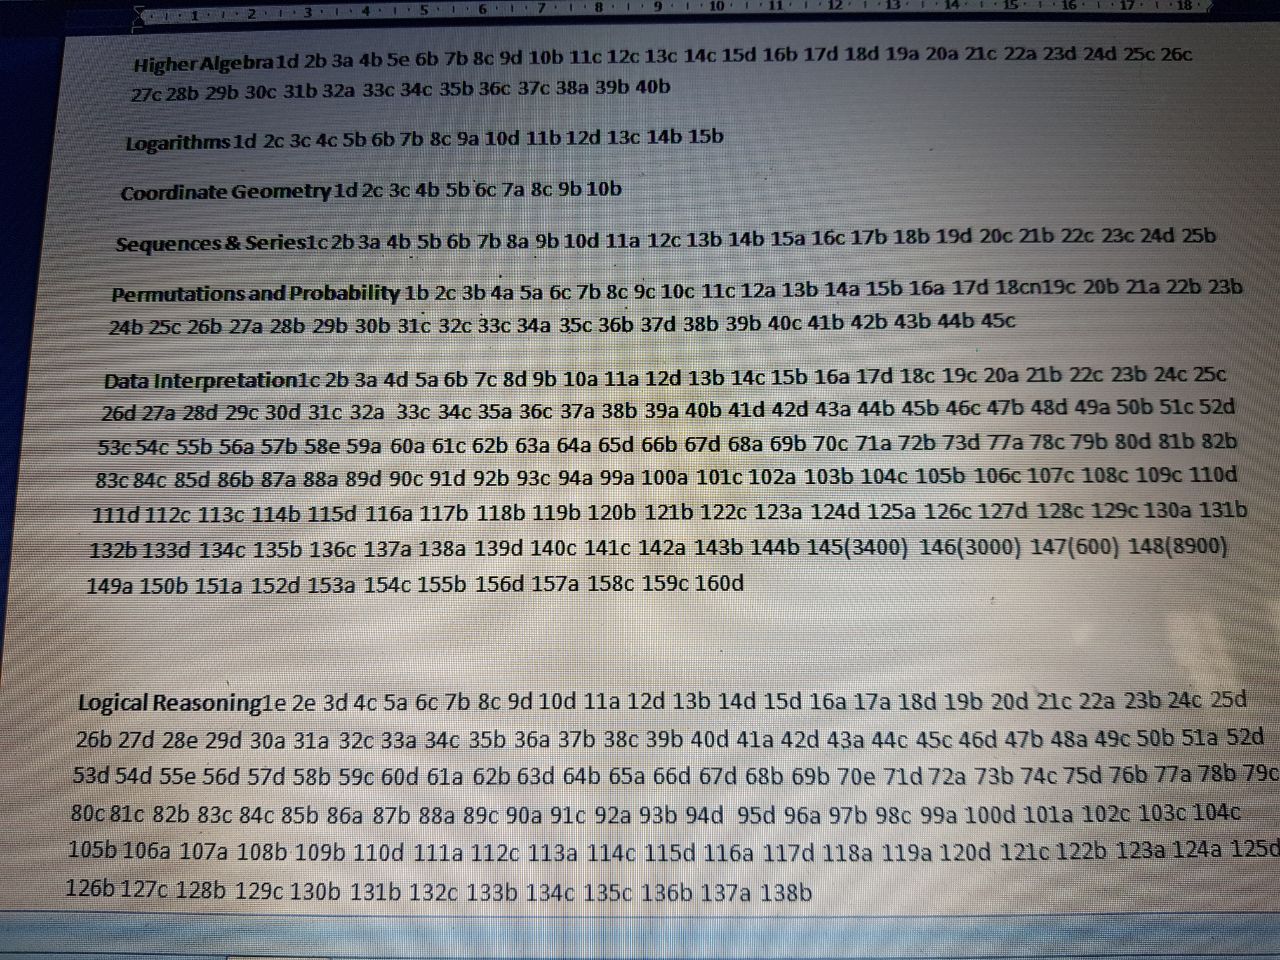 1 2 3 4 5 6 7 8 9 10 11 12 13 14 15 16 17 18
Higher Algebra1d 2b 3a 4b 5e 6b 7b 8c 9d 10b 11c 12c 13c 14c 15d 16b 17d 18d 19a 20a 21c 22a 23d 24d 25c 26c
27c 28b 29b 30c 31b 32a 33c 34c 35b 36c 37c 38a 39b 40b
Logarithms1d 2c 3c 4c 5b 6b 7b 8c 9a 10d 11b 12d 13c 14b 15b
Coordinate Geometry1d 2c 3c 4b 5b 6c 7a 8c 9b 10b
Sequences & Series1c 2b 3a 4b 5b 6b 7b 8a 9b 10d 11a 12c 13b 14b 15a 16c 17b 18b 19d 20c 21b 22c 23c 24d 25b
Permutations and Probability 1b 2c 3b 4a 5a 6c 7b 8c 9c 10c 11c 12a 13b 14a 15b 16a 17d 18cn19c 20b 21a 22b 23b
24b 25c 26b 27a 28b 29b 30b 31c 32c 33c 34a 35c 36b 37d 38b 39b 40c 41b 42b 43b 44b 45c
Data Interpretation1c 2b 3a 4d 5a 6b 7c 8d 9b 10a 11a 12d 13b 14c 15b 16a 17d 18c 19c 20a 21b 22c 23b 24c 25c
26d 27a 28d 29c 30d 31c 32a 33c 34c 35a 36c 37a 38b 39a 40b 41d 42d 43a 44b 45b 46c 47b 48d 49a 50b 51c 52d
53c 54c 55b 56a 57b 58e 59a 60a 61c 62b 63a 64a 65d 66b 67d 68a 69b 70c 71a 72b 73d 77a 78c 79b 80d 81b 82b
83c 84c 85d 86b 87a 88a 89d 90c 91d 92b 93c 94a 99a 100a 101c 102a 103b 104c 105b 106c 107c 108c 109c 110d
111d 112c 113c 114b 115d 116a 117b 118b 119b 120b 121b 122c 123a 124d 125a 126c 127d 128c 129c 130a 131b
132b 133d 134c 135b 136c 137a 138a 139d 140c 141c 142a 143b 144b 145(3400) 146(3000) 147(600) 148(8900)
149a 150b 151a 152d 153a 154c 155b 156d 157a 158c 159c 160d
Logical Reasoning1e 2e 3d 4c 5a 6c 7b 8c 9d 10d 11a 12d 13b 14d 15d 16a 17a 18d 19b 20d 21c 22a 23b 24c 25d
26b 27d 28e 29d 30a 31a 32c 33a 34c 35b 36a 37b 38c 39b 40d 41a 42d 43a 44c 45c 46d 47b 48a 49c 50b 51a 52d
53d 54d 55e 56d 57d 58b 59c 60d 61a 62b 63d 64b 65a 66d 67d 68b 69b 70e 71d 72a 73b 74c 75d 76b 77a 78b 79c
80c 81c 82b 83c 84c 85b 86a 87b 88a 89c 90a 91c 92a 93b 94d 95d 96a 97b 98c 99a 100d 101a 102c 103c 104c
105b 106a 107a 108b 109b 110d 111a 112c 113a 114c 115d 116a 117d 118a 119a 120d 121c 122b 123a 124a 125d
126b 127c 128b 129c 130b 131b 132c 133b 134c 135c 136b 137a 138b